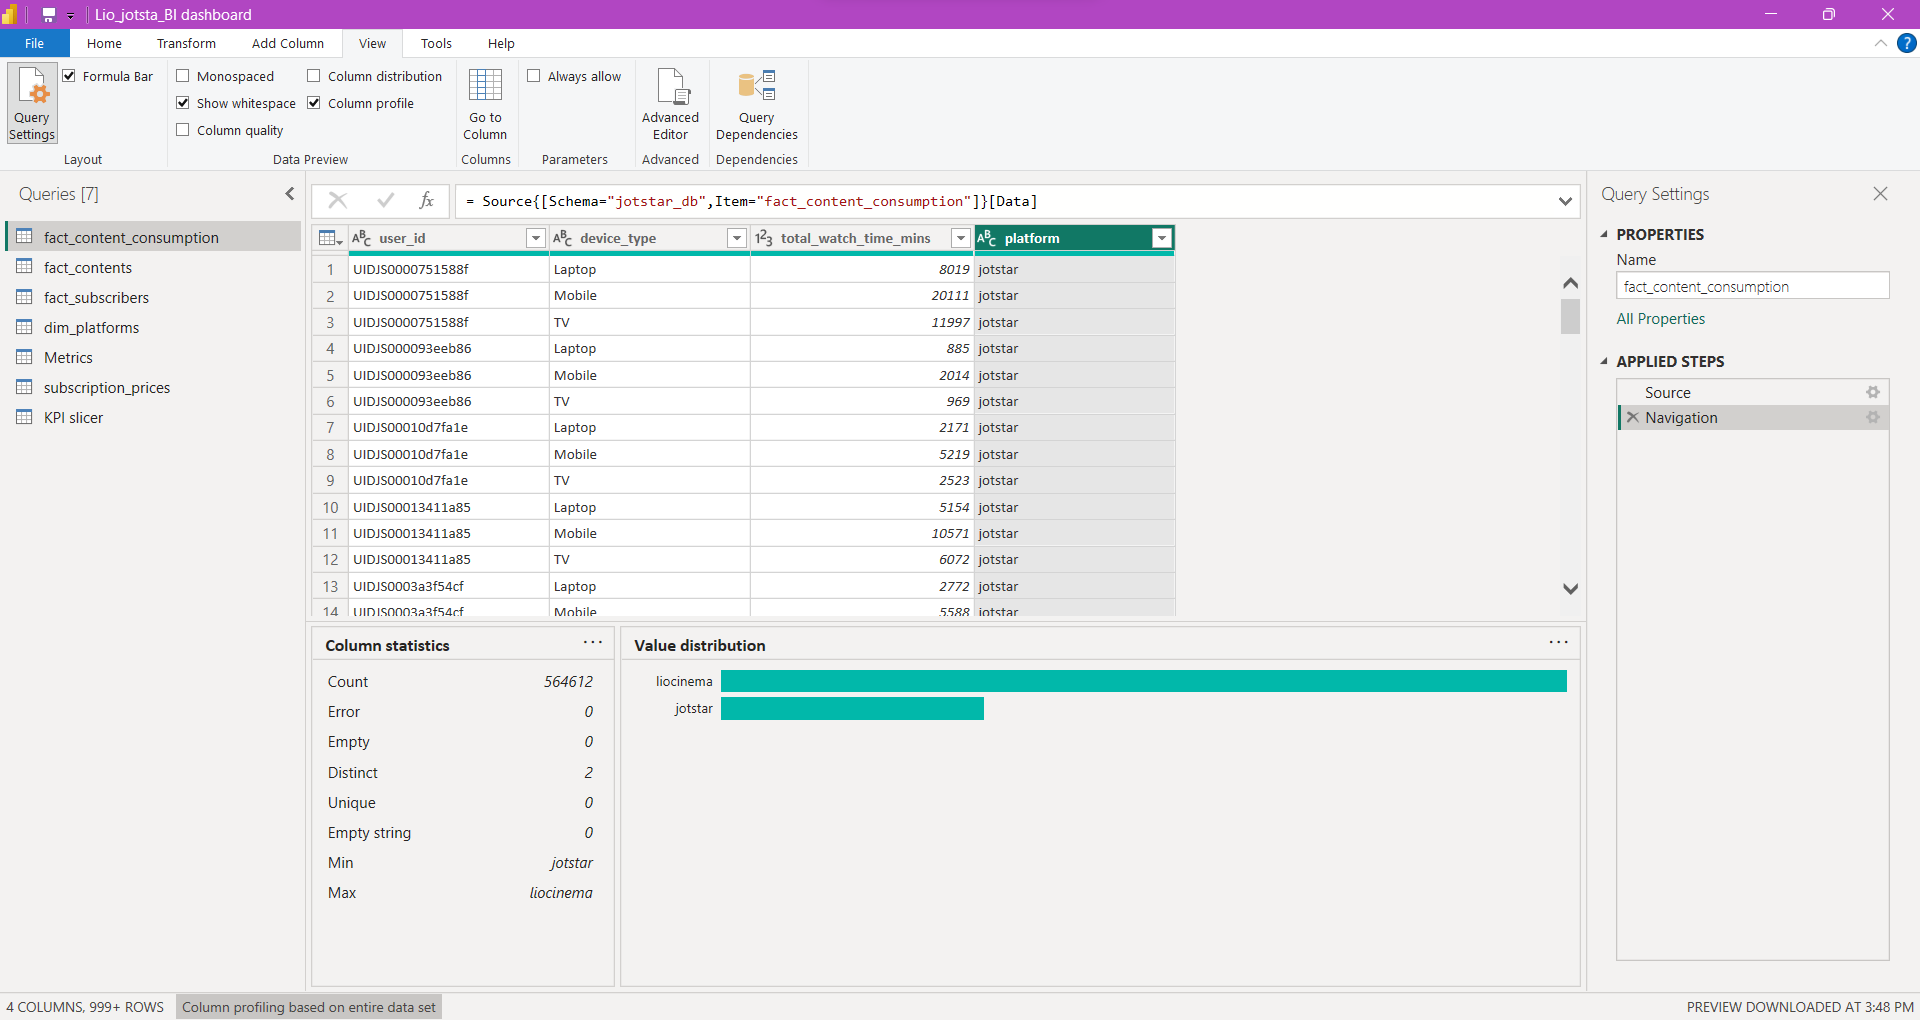 Lio_jotsta_BI dashboard
File Home Transform Add Column View Tools Help
?
Query Settings
Formula Bar
Layout
Monospaced
Column distribution
Show whitespace
Column profile
Column quality
Data Preview
Go to Column
Columns
Always allow
Parameters
Advanced Editor
Advanced
Query Dependencies
Dependencies
Queries [7]
fact_content_consumption
fact_contents
fact_subscribers
dim_platforms
Metrics
subscription_prices
KPI slicer
fx = Source{[Schema="jotstar_db",Item="fact_content_consumption"]}[Data]
ABC user_id ABC device_type 123 total_watch_time_mins ABC platform
1 UIDJS0000751588f Laptop 8019 jotstar
2 UIDJS0000751588f Mobile 20111 jotstar
3 UIDJS0000751588f TV 11997 jotstar
4 UIDJS000093eeb86 Laptop 885 jotstar
5 UIDJS000093eeb86 Mobile 2014 jotstar
6 UIDJS000093eeb86 TV 969 jotstar
7 UIDJS00010d7fa1e Laptop 2171 jotstar
8 UIDJS00010d7fa1e Mobile 5219 jotstar
9 UIDJS00010d7fa1e TV 2523 jotstar
10 UIDJS00013411a85 Laptop 5154 jotstar
11 UIDJS00013411a85 Mobile 10571 jotstar
12 UIDJS00013411a85 TV 6072 jotstar
13 UIDJS0003a3f54cf Laptop 2772 jotstar
14 UIDJS0003a3f54cf Mobile 5588 jotstar
Column statistics ...
Count 564612
Error 0
Empty 0
Distinct 2
Unique 0
Empty string 0
Min jotstar
Max liocinema
Value distribution ...
liocinema
jotstar
Query Settings
PROPERTIES
Name
fact_content_consumption
All Properties
APPLIED STEPS
Source
Navigation
4 COLUMNS, 999+ ROWS Column profiling based on entire data set
PREVIEW DOWNLOADED AT 3:48 PM